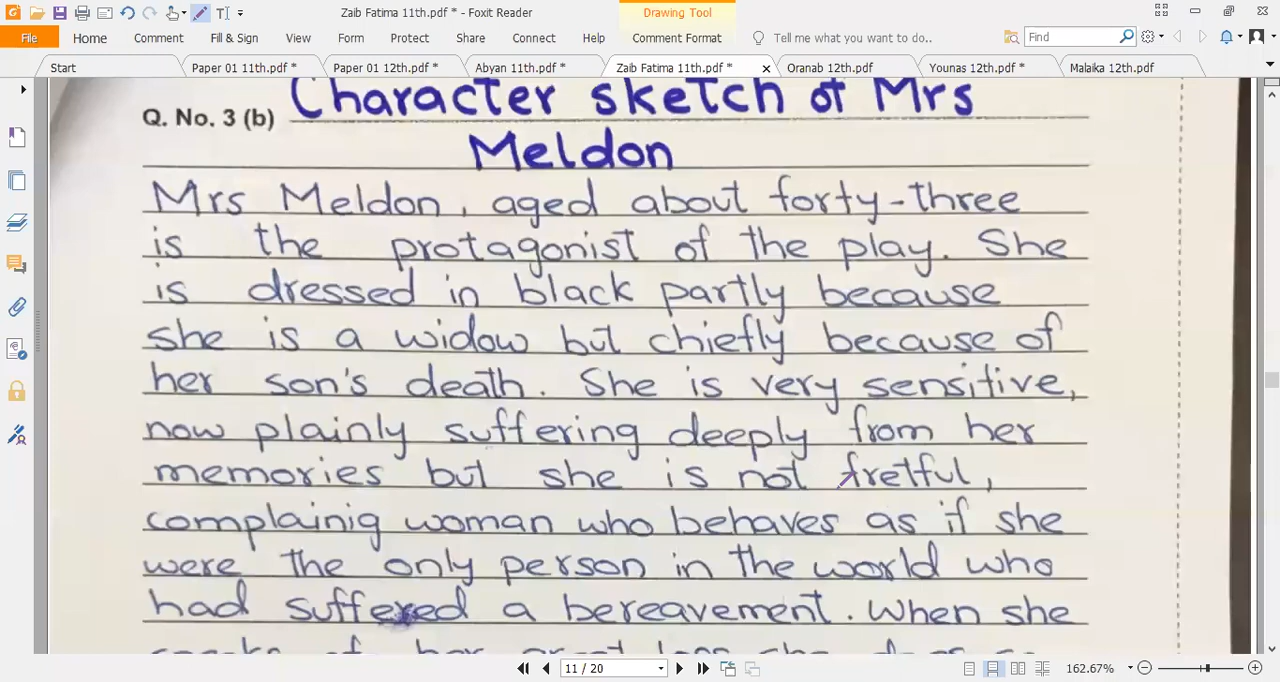 Zaib Fatima 11th.pdf * - Foxit Reader
Drawing Tool
File Home Comment Fill & Sign View Form Protect Share Connect Help Comment Format Tell me what you want to do.. Find
Start Paper 01 11th.pdf * Paper 01 12th.pdf * Abyan 11th.pdf * Zaib Fatima 11th.pdf * Oranab 12th.pdf Younas 12th.pdf * Malaika 12th.pdf
Q. No. 3 (b) Character sketch of Mrs
Meldon
Mrs Meldon, aged about forty-three
is the protagonist of the play. She
is dressed in black partly because
she is a widow but chiefly because of
her son's death. She is very sensitive,
now plainly suffering deeply from her
memories but she is not fretful,
complainig woman who behaves as if she
were the only person in the world who
had suffered a bereavement. When she
11 / 20
162.67%